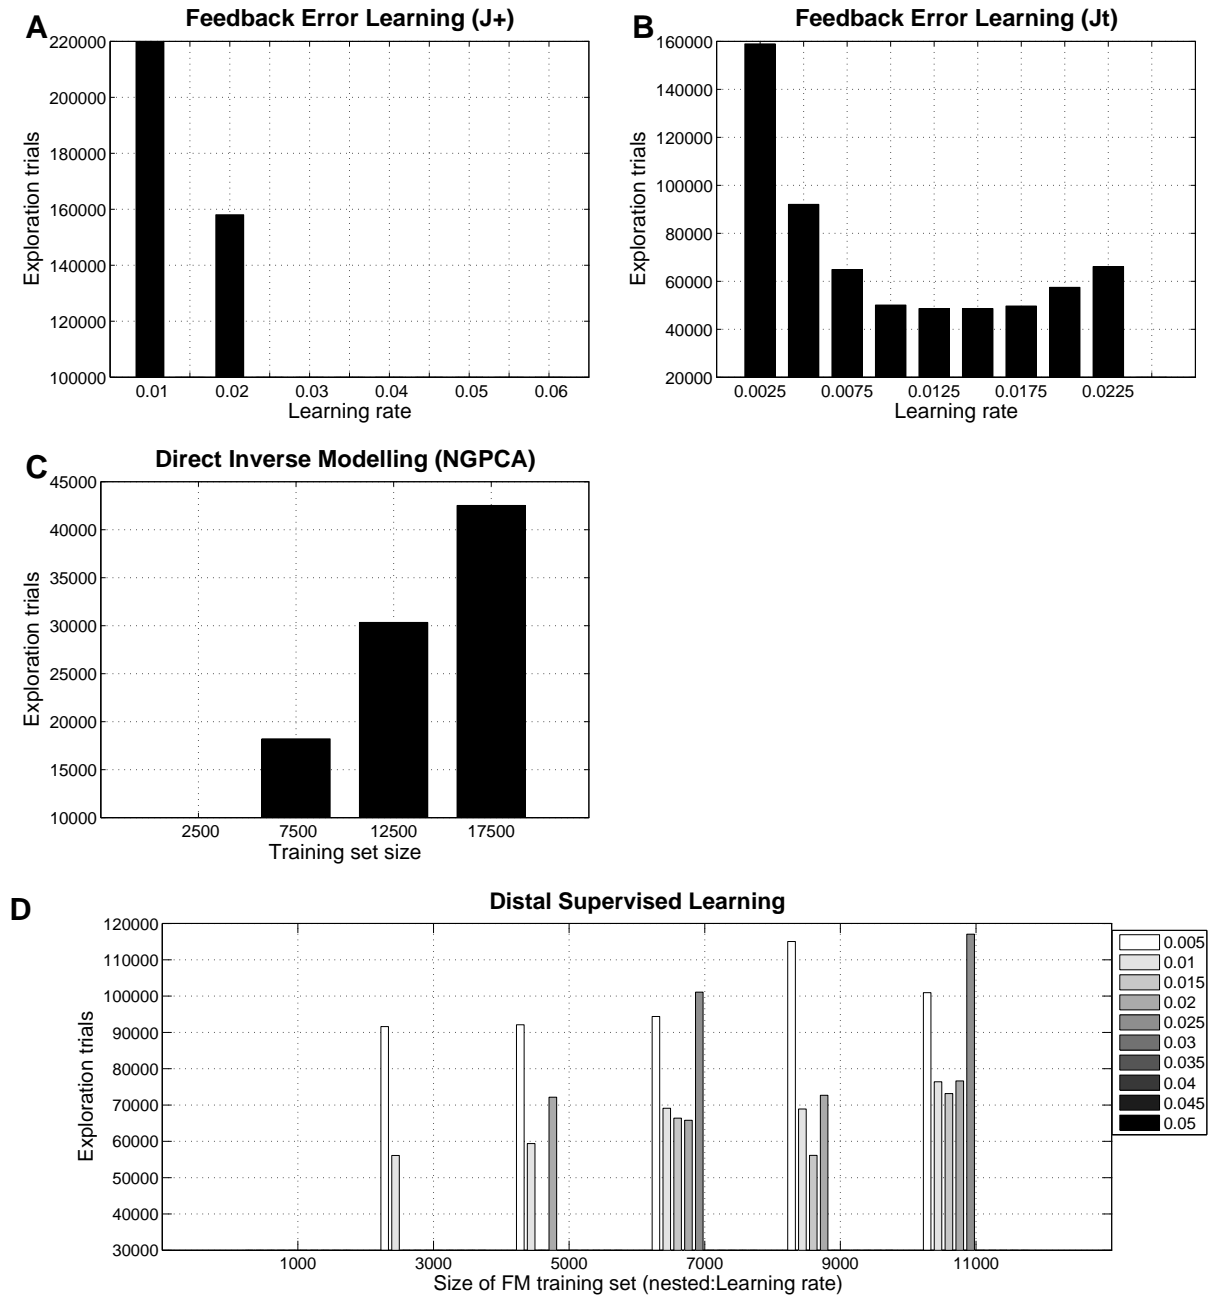 A
Feedback Error Learning (J+)
220000
200000
180000
160000
140000
120000
100000
Exploration trials
0.01 0.02 0.03 0.04 0.05 0.06
Learning rate
B
Feedback Error Learning (Jt)
160000
140000
120000
100000
80000
60000
40000
20000
Exploration trials
0.0025 0.0075 0.0125 0.0175 0.0225
Learning rate
C
Direct Inverse Modelling (NGPCA)
45000
40000
35000
30000
25000
20000
15000
10000
Exploration trials
2500 7500 12500 17500
Training set size
D
Distal Supervised Learning
120000
110000
100000
90000
80000
70000
60000
50000
40000
30000
Exploration trials
1000 3000 5000 7000 9000 11000
Size of FM training set (nested:Learning rate)
0.005
0.01
0.015
0.02
0.025
0.03
0.035
0.04
0.045
0.05